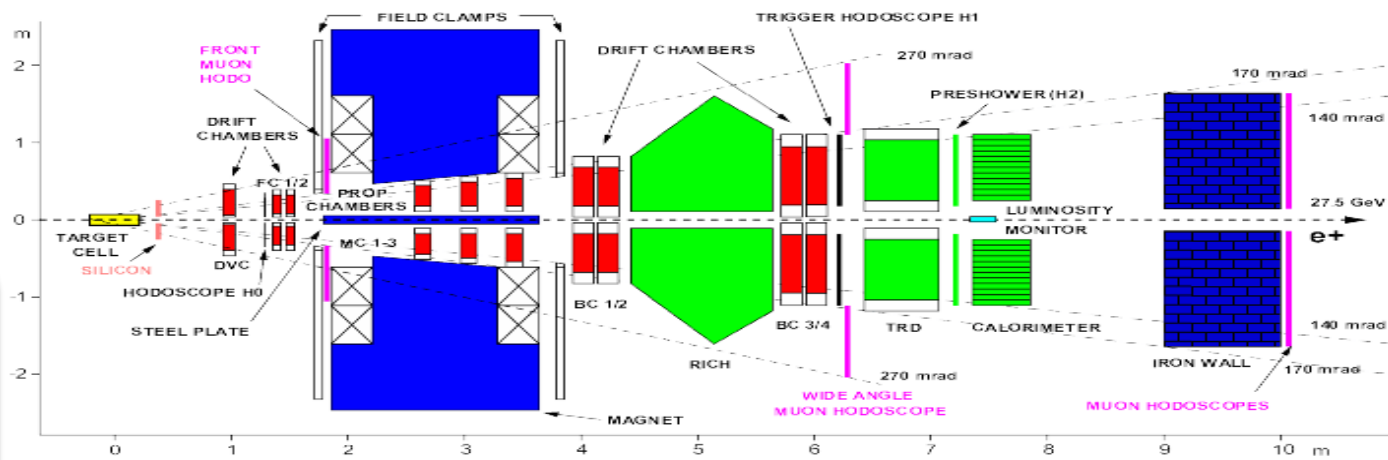 FIELD CLAMPS
TRIGGER HODOSCOPE H1
m
FRONT
MUON
HODO
DRIFT CHAMBERS
270 mrad
2
170 mrad
PRESHOWER (H2)
DRIFT
CHAMBERS
140 mrad
1
FC 1/2
PROP
CHAMBERS
27.5 GeV
0
LUMINOSITY
MONITOR
e+
TARGET
CELL
MC 1-3
SILICON
DVC
HODOSCOPE H0
-1
BC 1/2
STEEL PLATE
BC 3/4
TRD
CALORIMETER
140 mrad
RICH
IRON WALL
170 mrad
-2
270 mrad
WIDE ANGLE
MUON HODOSCOPE
MUON HODOSCOPES
MAGNET
0 1 2 3 4 5 6 7 8 9 10 m